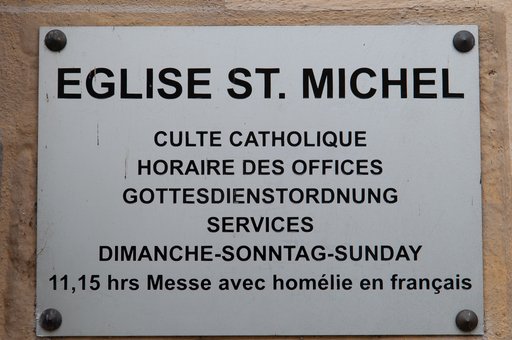 EGLISE ST. MICHEL
CULTE CATHOLIQUE
HORAIRE DES OFFICES
GOTTESDIENSTORDNUNG
SERVICES
DIMANCHE-SONNTAG-SUNDAY
11,15 hrs Messe avec homélie en français